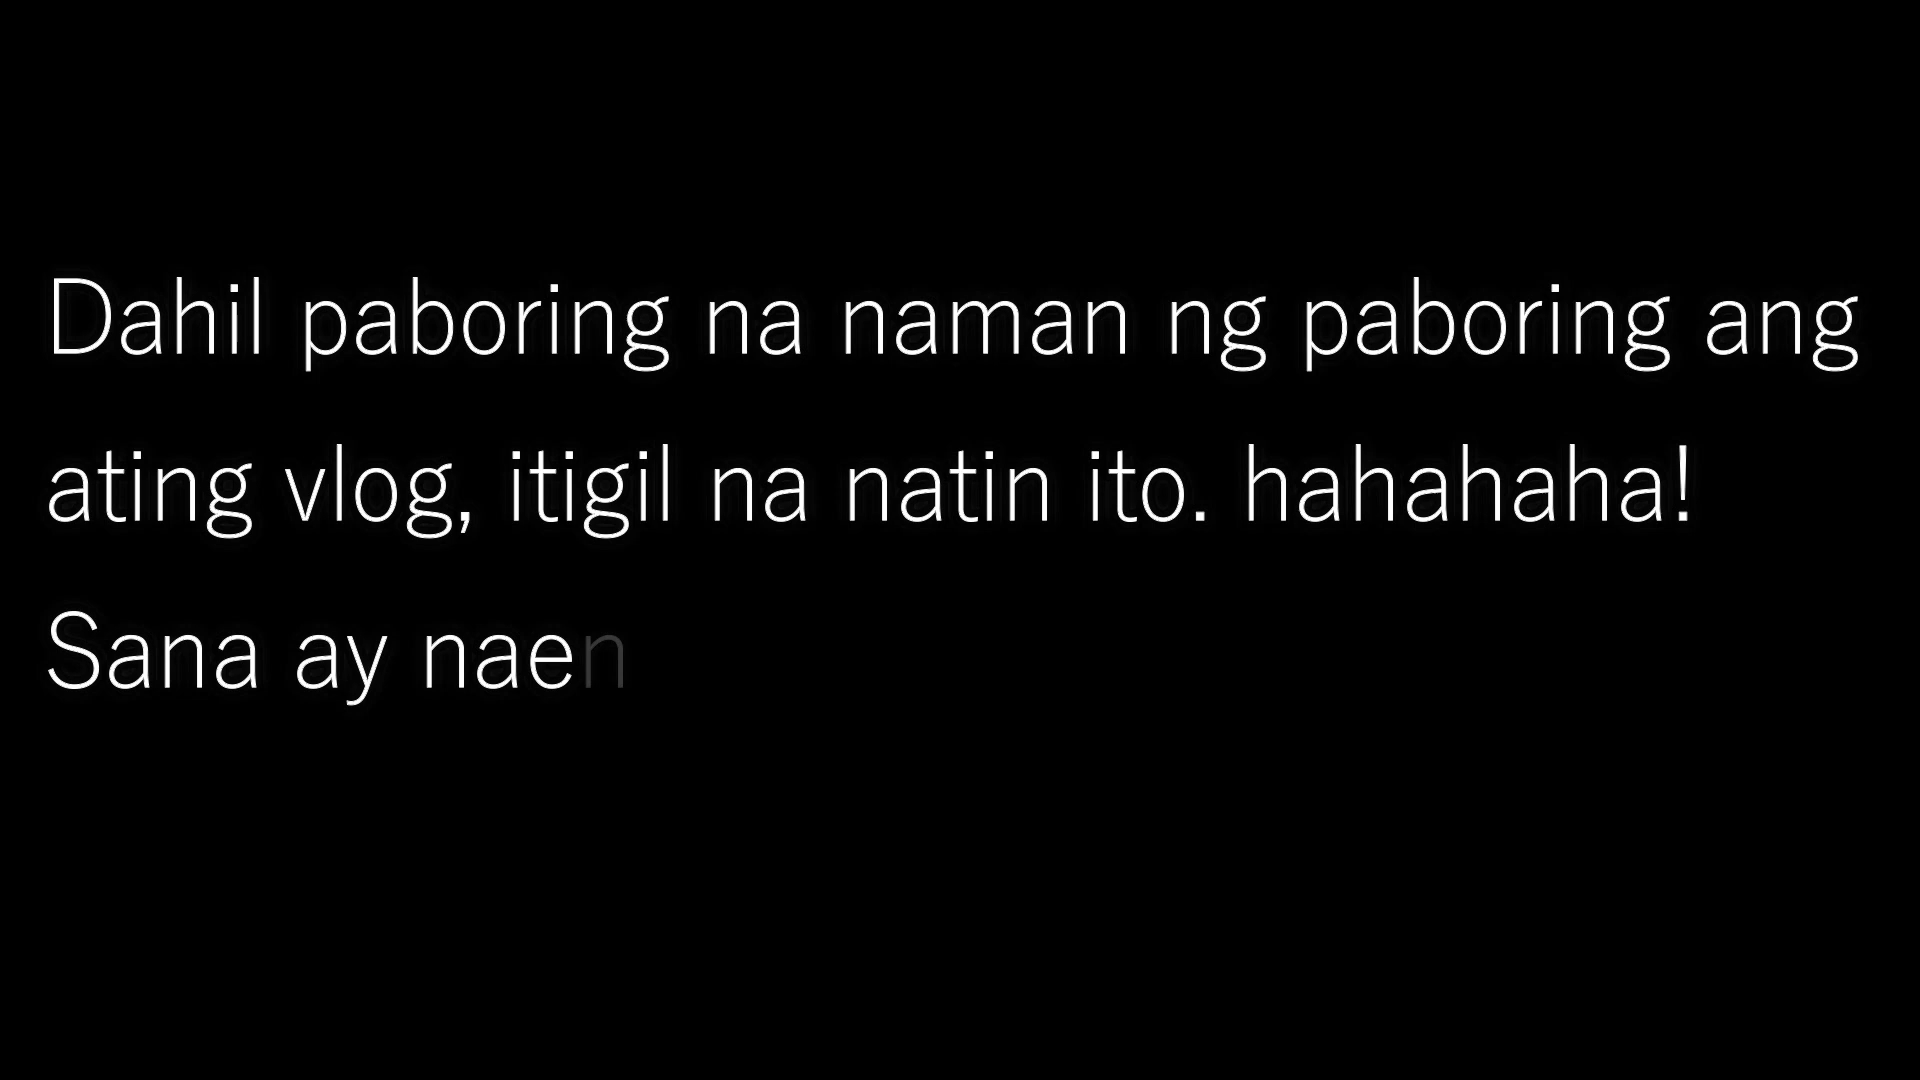 Dahil paboring na naman ng paboring ang
ating vlog, itigil na natin ito. hahahaha!
Sana ay naen